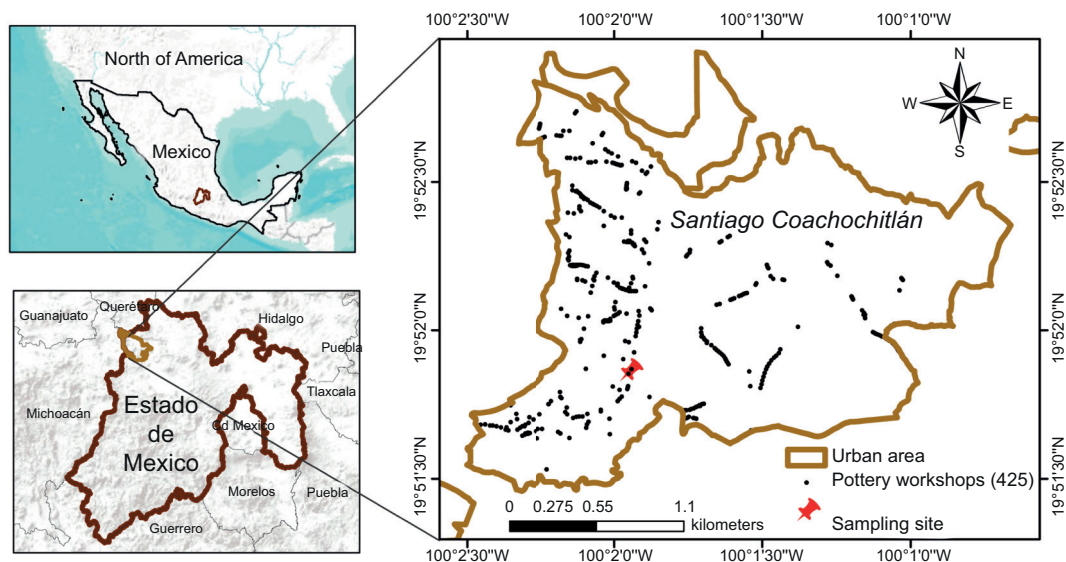 North of America
Mexico
Querétaro
Guanajuato
Hidalgo
Puebla
Tlaxcala
Michoacán
Estado
de
Mexico
Cd Mexico
Morelos
Puebla
Guerrero
100°2'30"W 100°2'0"W 100°1'30"W 100°1'0"W
N
W E
S
19°52'30"N 19°52'30"N
Santiago Coachochitlán
19°52'0"N 19°52'0"N
19°51'30"N 19°51'30"N
Urban area
Pottery workshops (425)
Sampling site
0 0.275 0.55 1.1
kilometers
100°2'30"W 100°2'0"W 100°1'30"W 100°1'0"W